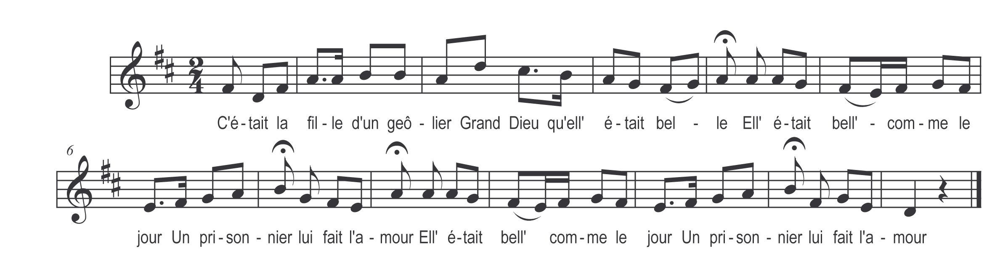 C'é-tait la fil - le d'un geô - lier Grand Dieu qu'ell' é - tait bel - le Ell' é-tait bell' - com - me le
6
jour Un pri - son - nier lui fait l'a - mour Ell' é-tait bell' com - me le jour Un pri - son - nier lui fait l'a - mour